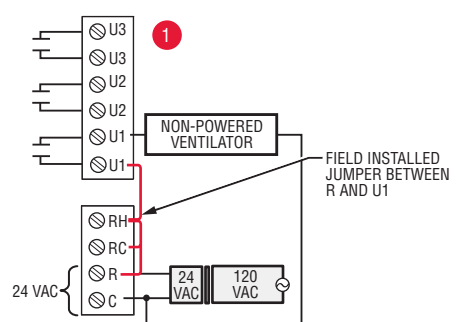 U3
1
U3
U2
U2
U1
NON-POWERED
VENTILATOR
U1
FIELD INSTALLED
JUMPER BETWEEN
R AND U1
RH
RC
R
24
VAC
120
VAC
24 VAC
C